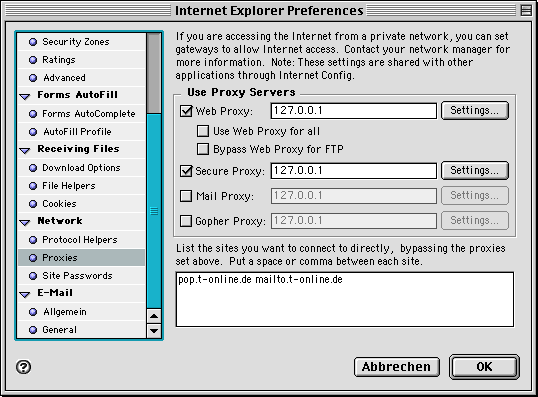 Internet Explorer Preferences
Security Zones
Ratings
Advanced
Forms AutoFill
Forms AutoComplete
AutoFill Profile
Receiving Files
Download Options
File Helpers
Cookies
Network
Protocol Helpers
Proxies
Site Passwords
E-Mail
Allgemein
General
If you are accessing the Internet from a private network, you can set
gateways to allow Internet access. Contact your network manager for
more information. Note: These settings are shared with other
applications through Internet Config.
Use Proxy Servers
Web Proxy: 127.0.0.1 Settings...
Use Web Proxy for all
Bypass Web Proxy for FTP
Secure Proxy: 127.0.0.1 Settings...
Mail Proxy: 127.0.0.1 Settings...
Gopher Proxy: 127.0.0.1 Settings...
List the sites you want to connect to directly, bypassing the proxies
set above. Put a space or comma between each site.
pop.t-online.de mailto.t-online.de
?
Abbrechen OK